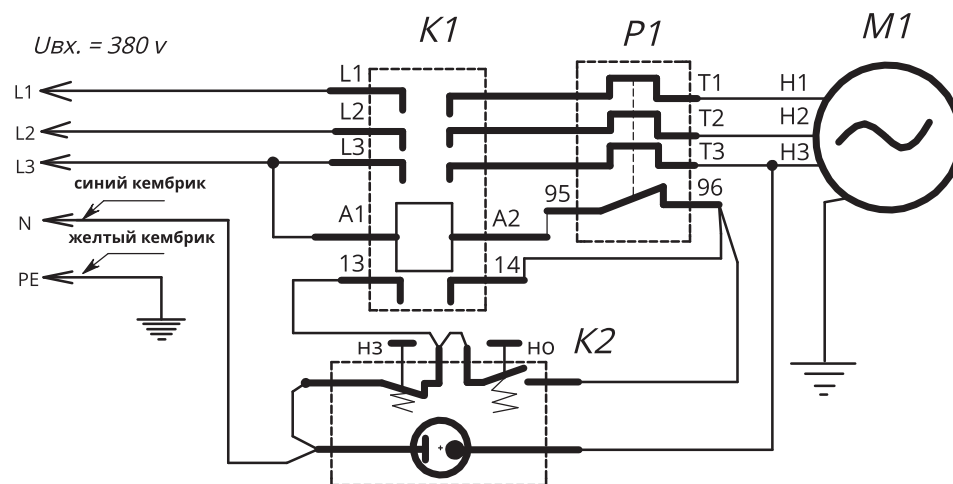 K1
P1
M1
Uвх. = 380 v
L1
L1
T1
H1
L2
L2
T2
H2
L3
L3
T3
H3
синий кембрик
95
96
N
A1
A2
желтый кембрик
PE
13
14
НЗ
НО
K2